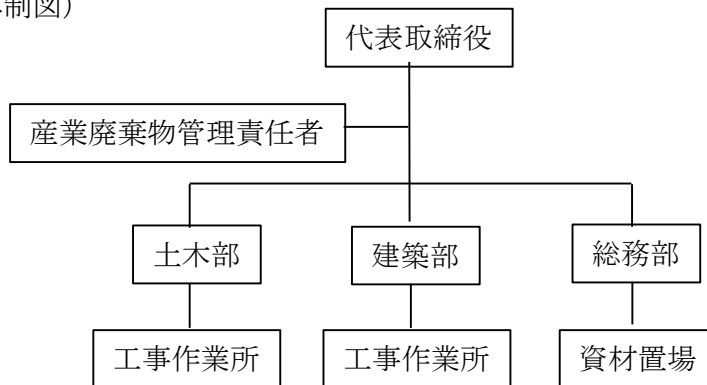 制図）
代表取締役
産業廃棄物管理責任者
土木部
建築部
総務部
工事作業所
工事作業所
資材置場